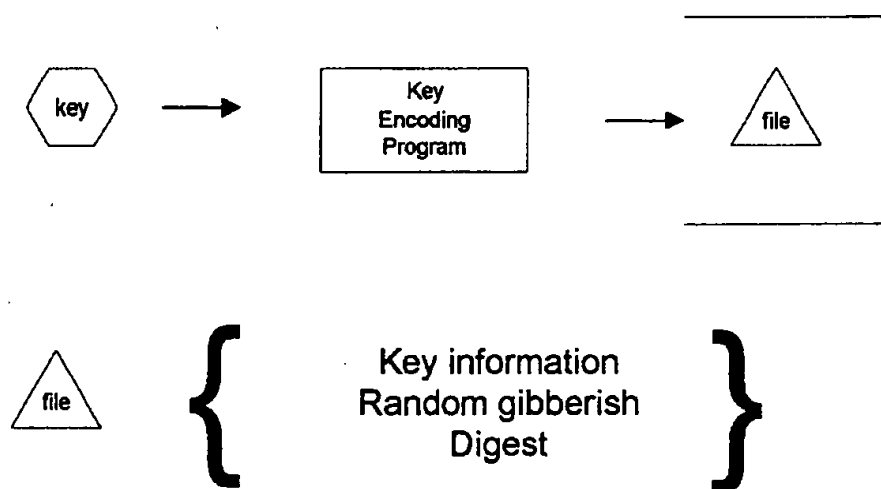 key
Key
Encoding
Program
file
file
Key information
Random gibberish
Digest